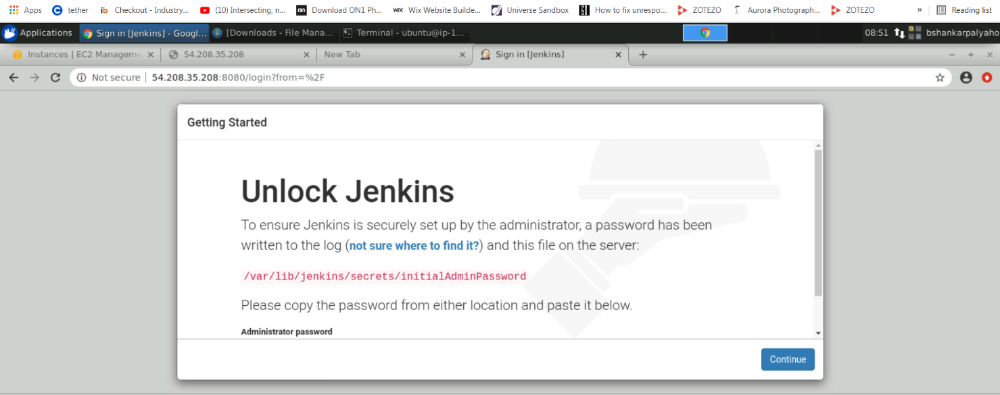 Apps tether Checkout - Industry... (10) Intersecting, n... Download ON1 Ph... Wix Website Builde... Universe Sandbox How to fix unrespo... ZOTEZO Aurora Photograph... ZOTEZO » Reading list
Applications Sign in [Jenkins] - Googl... [Downloads - File Mana... Terminal - ubuntu@ip-1... 08:51 bshankarpalyaho
Instances | EC2 Manageme 54.208.35.208 New Tab Sign in [Jenkins]
Not secure | 54.208.35.208:8080/login?from=%2F
Getting Started
Unlock Jenkins
To ensure Jenkins is securely set up by the administrator, a password has been
written to the log (not sure where to find it?) and this file on the server:
/var/lib/jenkins/secrets/initialAdminPassword
Please copy the password from either location and paste it below.
Administrator password
Continue